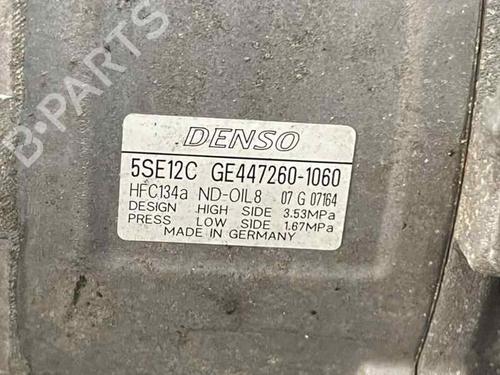 B-PARTS
DENSO
5SE12C GE447260-1060
HFC134a ND-OIL8 07 G 07164
DESIGN HIGH SIDE 3.53MPa
PRESS LOW SIDE 1.67MPa
MADE IN GERMANY